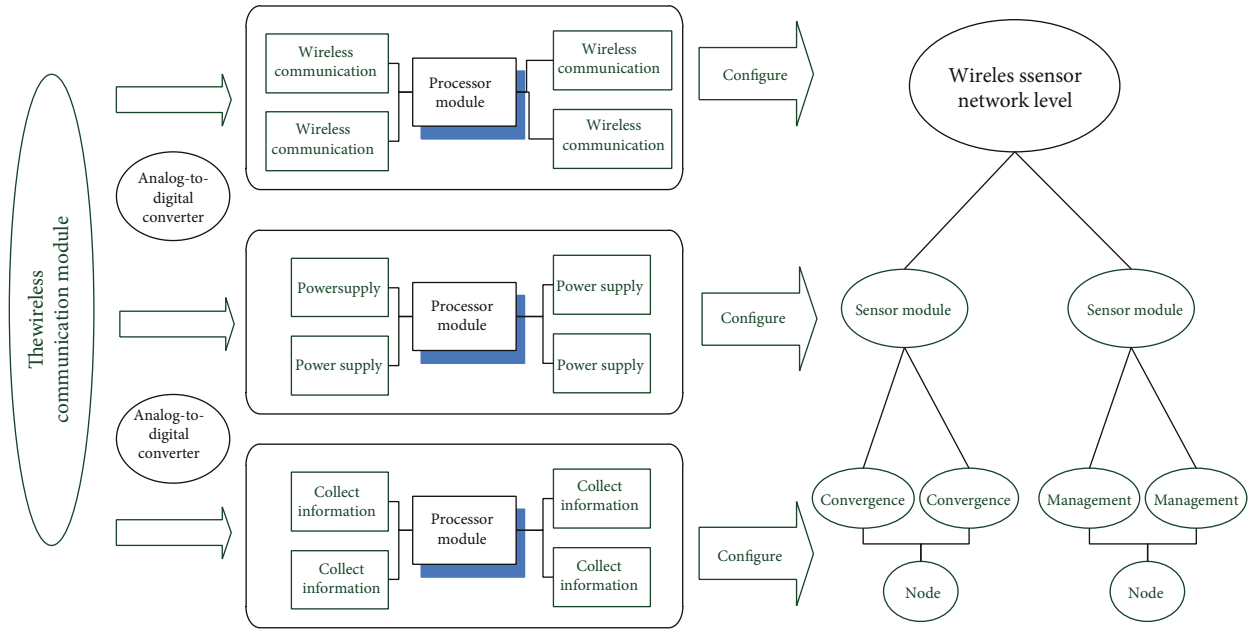 Thewireless
communication module
Analog-to-
digital
converter
Analog-to-
digital
converter
Wireless
communication
Wireless
communication
Processor
module
Wireless
communication
Wireless
communication
Powersupply
Power supply
Processor
module
Power supply
Power supply
Collect
information
Collect
information
Processor
module
Collect
information
Collect
information
Configure
Configure
Configure
Wireles ssensor
network level
Sensor module
Sensor module
Convergence
Convergence
Management
Management
Node
Node